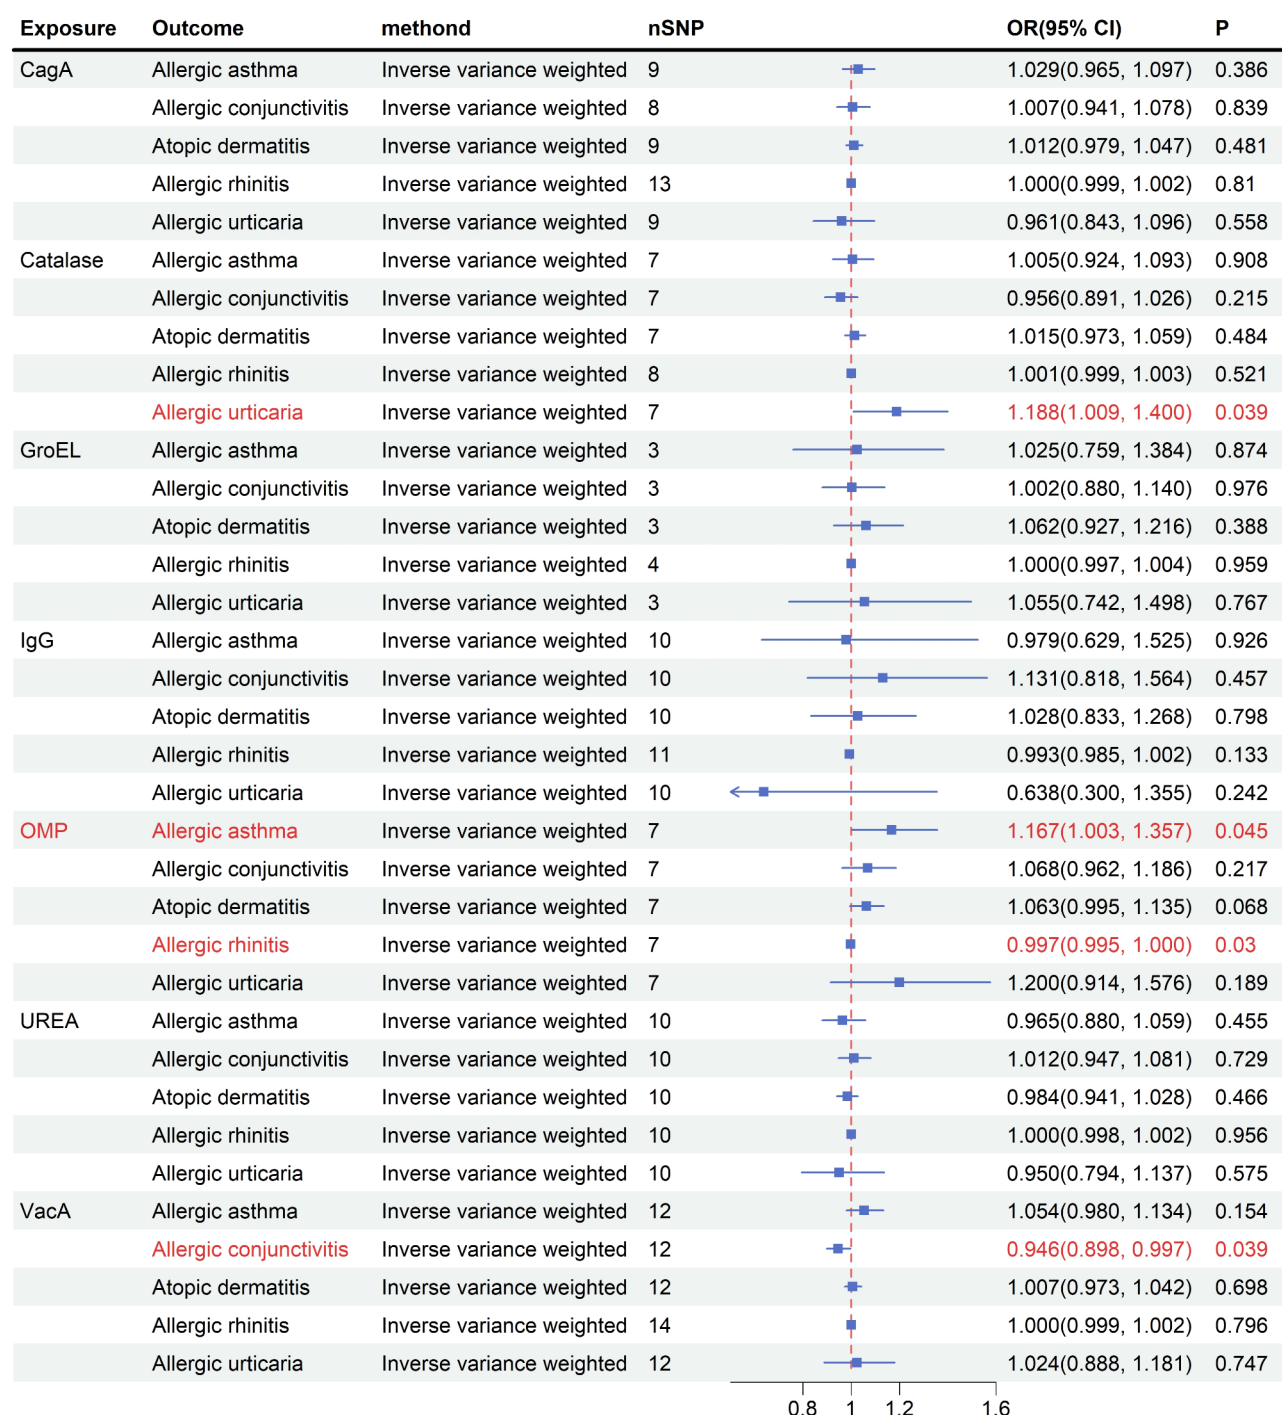 Exposure Outcome methond nSNP OR(95% CI) P
CagA Allergic asthma Inverse variance weighted 9 1.029(0.965, 1.097) 0.386
Allergic conjunctivitis Inverse variance weighted 8 1.007(0.941, 1.078) 0.839
Atopic dermatitis Inverse variance weighted 9 1.012(0.979, 1.047) 0.481
Allergic rhinitis Inverse variance weighted 13 1.000(0.999, 1.002) 0.81
Allergic urticaria Inverse variance weighted 9 0.961(0.843, 1.096) 0.558
Catalase Allergic asthma Inverse variance weighted 7 1.005(0.924, 1.093) 0.908
Allergic conjunctivitis Inverse variance weighted 7 0.956(0.891, 1.026) 0.215
Atopic dermatitis Inverse variance weighted 7 1.015(0.973, 1.059) 0.484
Allergic rhinitis Inverse variance weighted 8 1.001(0.999, 1.003) 0.521
Allergic urticaria Inverse variance weighted 7 1.188(1.009, 1.400) 0.039
GroEL Allergic asthma Inverse variance weighted 3 1.025(0.759, 1.384) 0.874
Allergic conjunctivitis Inverse variance weighted 3 1.002(0.880, 1.140) 0.976
Atopic dermatitis Inverse variance weighted 3 1.062(0.927, 1.216) 0.388
Allergic rhinitis Inverse variance weighted 4 1.000(0.997, 1.004) 0.959
Allergic urticaria Inverse variance weighted 3 1.055(0.742, 1.498) 0.767
IgG Allergic asthma Inverse variance weighted 10 0.979(0.629, 1.525) 0.926
Allergic conjunctivitis Inverse variance weighted 10 1.131(0.818, 1.564) 0.457
Atopic dermatitis Inverse variance weighted 10 1.028(0.833, 1.268) 0.798
Allergic rhinitis Inverse variance weighted 11 0.993(0.985, 1.002) 0.133
Allergic urticaria Inverse variance weighted 10 0.638(0.300, 1.355) 0.242
OMP Allergic asthma Inverse variance weighted 7 1.167(1.003, 1.357) 0.045
Allergic conjunctivitis Inverse variance weighted 7 1.068(0.962, 1.186) 0.217
Atopic dermatitis Inverse variance weighted 7 1.063(0.995, 1.135) 0.068
Allergic rhinitis Inverse variance weighted 7 0.997(0.995, 1.000) 0.03
Allergic urticaria Inverse variance weighted 7 1.200(0.914, 1.576) 0.189
UREA Allergic asthma Inverse variance weighted 10 0.965(0.880, 1.059) 0.455
Allergic conjunctivitis Inverse variance weighted 10 1.012(0.947, 1.081) 0.729
Atopic dermatitis Inverse variance weighted 10 0.984(0.941, 1.028) 0.466
Allergic rhinitis Inverse variance weighted 10 1.000(0.998, 1.002) 0.956
Allergic urticaria Inverse variance weighted 10 0.950(0.794, 1.137) 0.575
VacA Allergic asthma Inverse variance weighted 12 1.054(0.980, 1.134) 0.154
Allergic conjunctivitis Inverse variance weighted 12 0.946(0.898, 0.997) 0.039
Atopic dermatitis Inverse variance weighted 12 1.007(0.973, 1.042) 0.698
Allergic rhinitis Inverse variance weighted 14 1.000(0.999, 1.002) 0.796
Allergic urticaria Inverse variance weighted 12 1.024(0.888, 1.181) 0.747
0.8 1 1.2 1.6